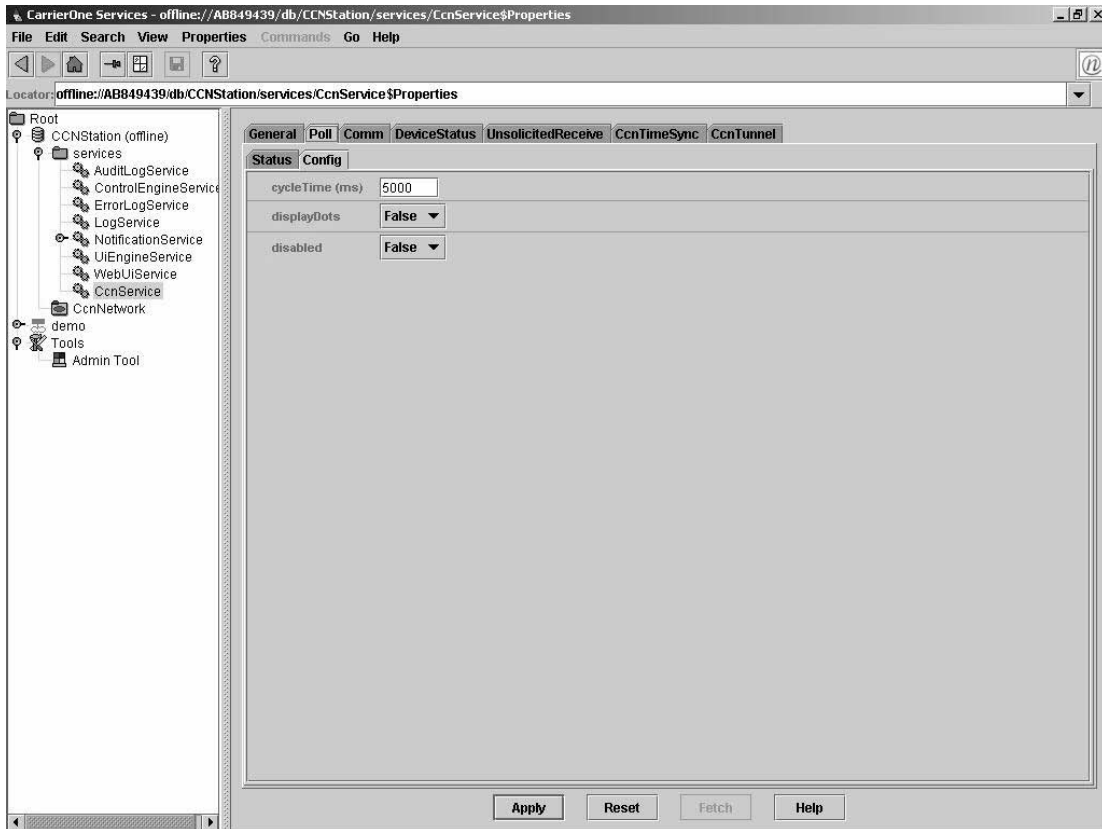 CarrierOne Services - offline://AB849439/db/CCNStation/services/CcnService$Properties
File Edit Search View Properties Commands Go Help
Locator: offline://AB849439/db/CCNStation/services/CcnService$Properties
Root
CCNStation (offline)
services
AuditLogService
ControlEngineService
ErrorLogService
LogService
NotificationService
UiEngineService
WebUiService
CcnService
CcnNetwork
demo
Tools
Admin Tool
General Poll Comm DeviceStatus UnsolicitedReceive CcnTimeSync CcnTunnel
Status Config
cycleTime (ms) 5000
displayDots False
disabled False
Apply Reset Fetch Help